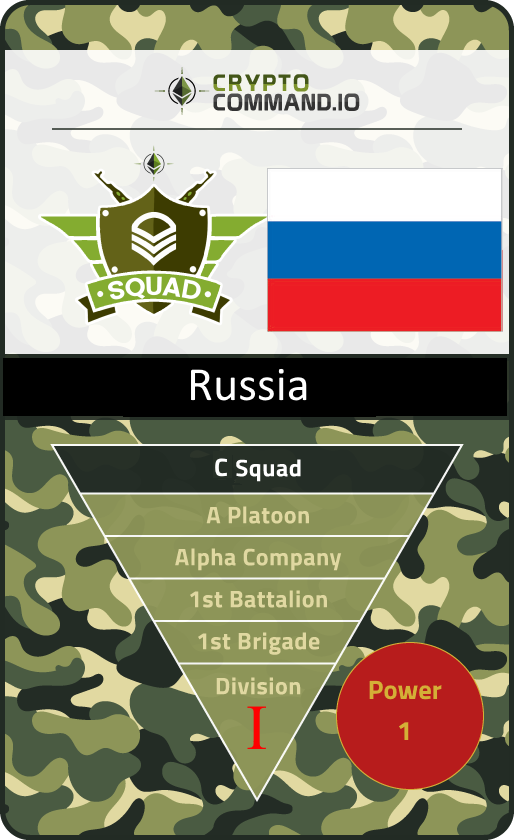 CRYPTO
COMMAND.IO
SQUAD
Russia
C Squad
A Platoon
Alpha Company
1st Battalion
1st Brigade
Division
I
Power
1